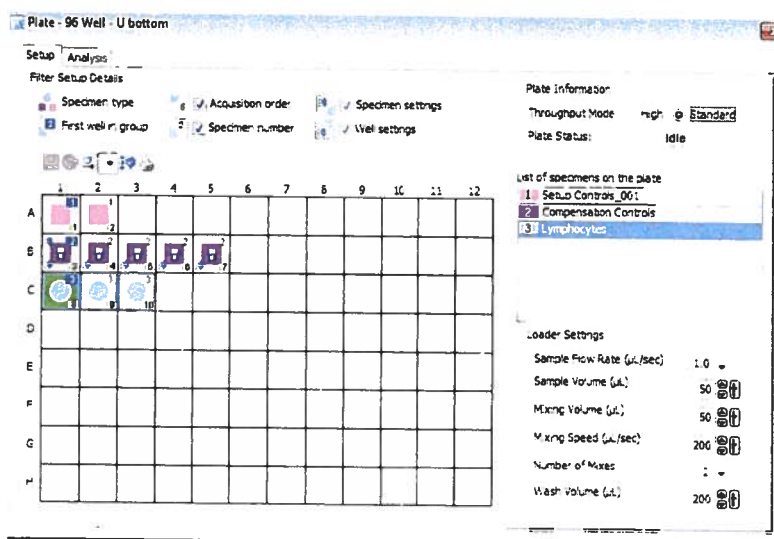 Plate - 96 Well - U bottom
Setup Analysis
Filter Setup Details
Specimen type
Acquisition order
Specimen settings
First well in group
Specimen number
Well settings
Plate Information
Throughput Mode High Standard
Plate Status: Idle
List of specimens on the plate
1 Setup Controls_001
2 Compensation Controls
3 Lymphocytes
1 2 3 4 5 6 7 8 9 10 11 12
A
B
C
D
E
F
G
H
Loader Settings
Sample Flow Rate (µL/sec) 1.0
Sample Volume (µL) 50
Mixing Volume (µL) 50
Mixing Speed (µL/sec) 200
Number of Mixes
Wash Volume (µL) 200